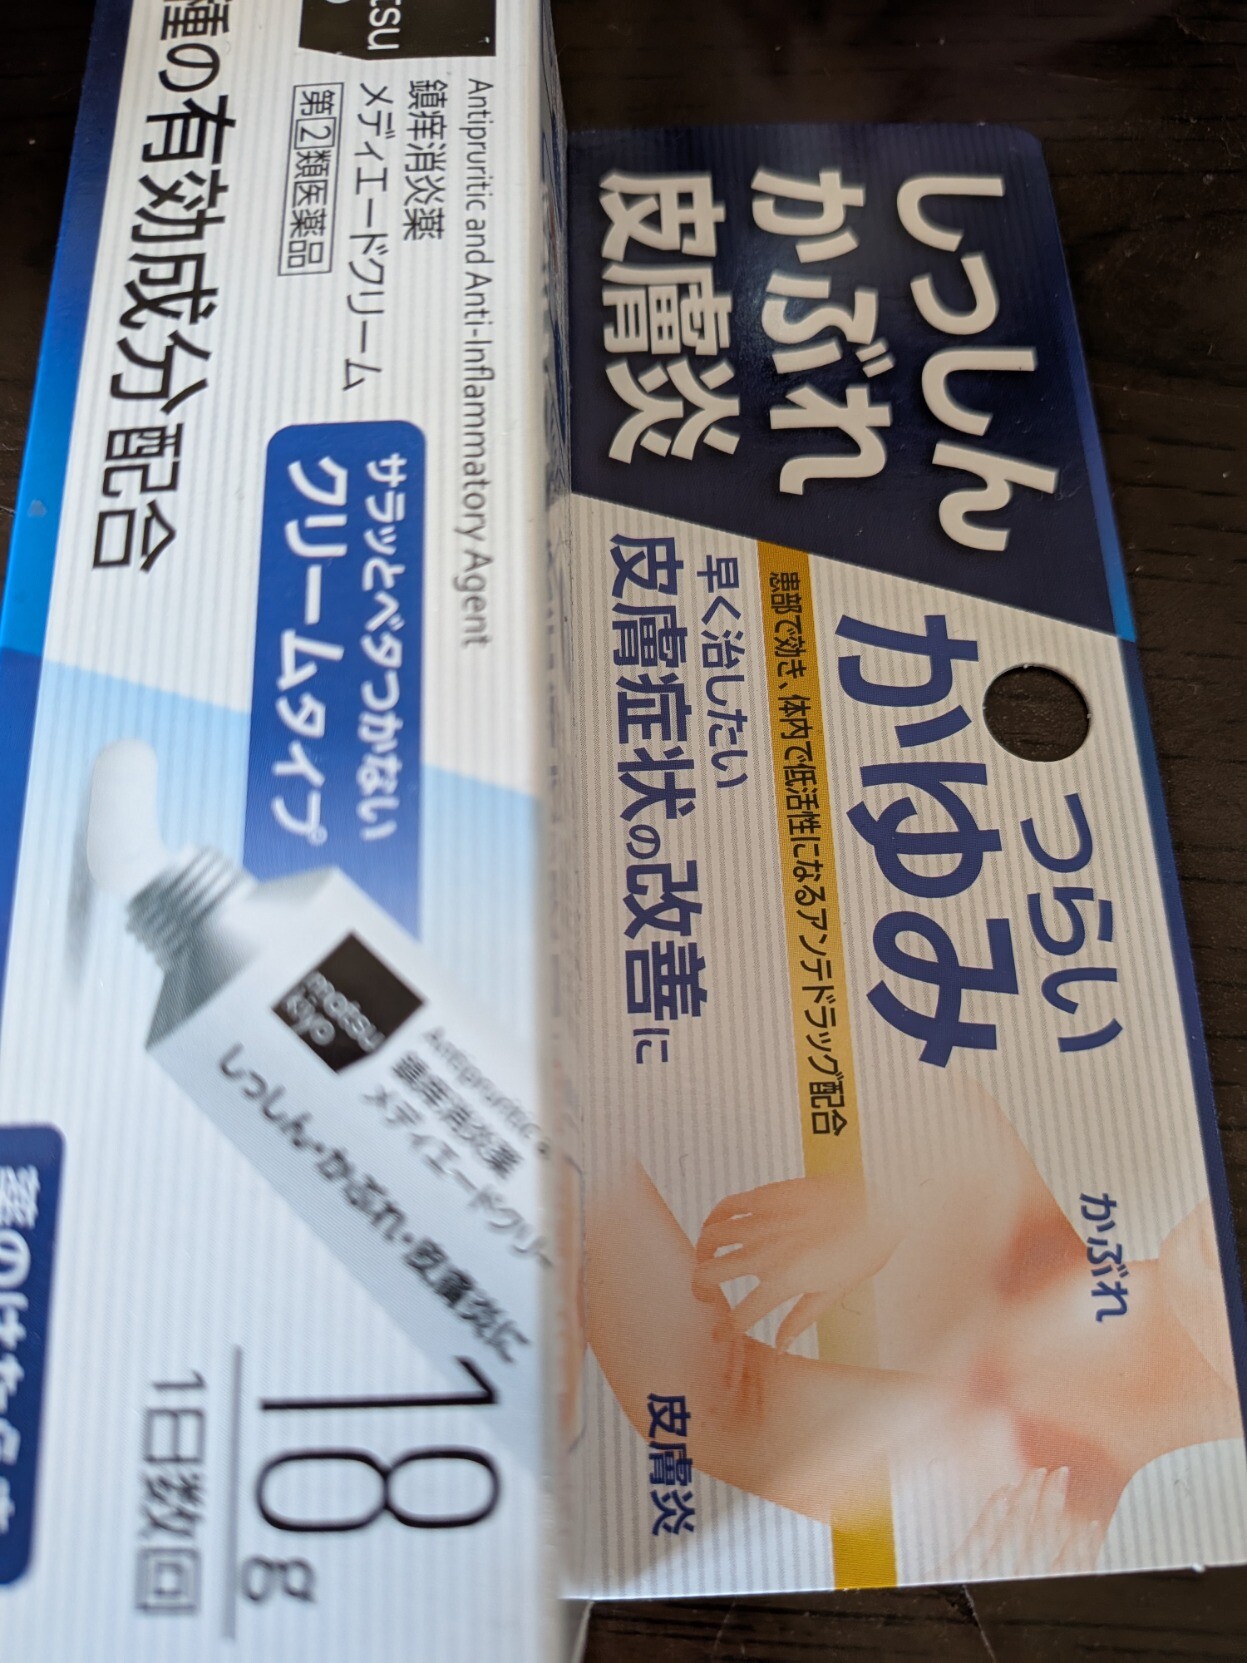 しっしん
かぶれ
皮膚炎
つらい
かゆみ
患部で効き、体内で低活性になるアンテドラッグ配合
早く治したい
皮膚症状の改善に
かぶれ
皮膚炎
tsu
Antipruritic and Anti-Inflammatory Agent
鎮痒消炎薬
メディエードクリーム
第②類医薬品
種の有効成分配合
サラッとベタつかない
クリームタイプ
matsu
kiyo
Antipruritic a
鎮痒消炎薬
メディエードクリー
しっしん・かぶれ・皮膚炎に
18g
1日数回